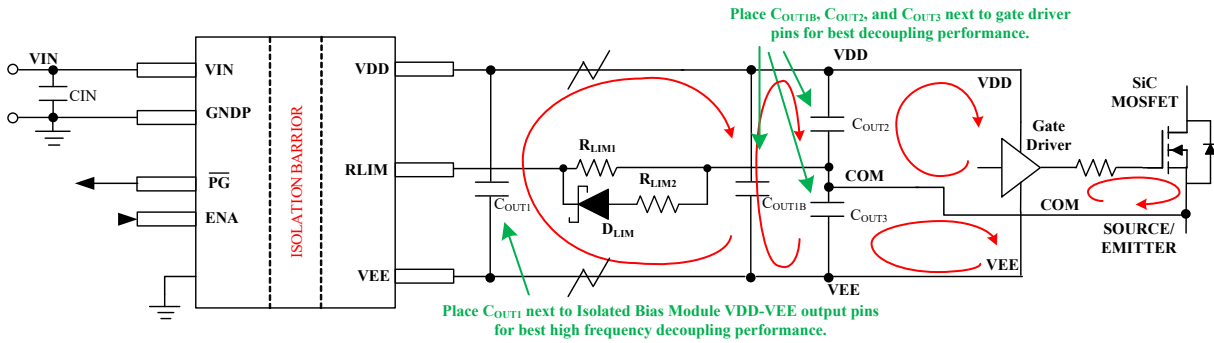 Place COUT1B, COUT2, and COUT3 next to gate driver
pins for best decoupling performance.
VIN
VIN
CIN
GNDP
PG
ENA
ISOLATION BARRIER
VDD
RLIM
VEE
COUT1
RLIM1
RLIM2
DLIM
COUT1B
VDD
COUT2
COM
COUT3
VEE
VDD
Gate
Driver
SiC
MOSFET
COM
SOURCE/
EMITTER
VEE
Place COUT1 next to Isolated Bias Module VDD-VEE output pins
for best high frequency decoupling performance.